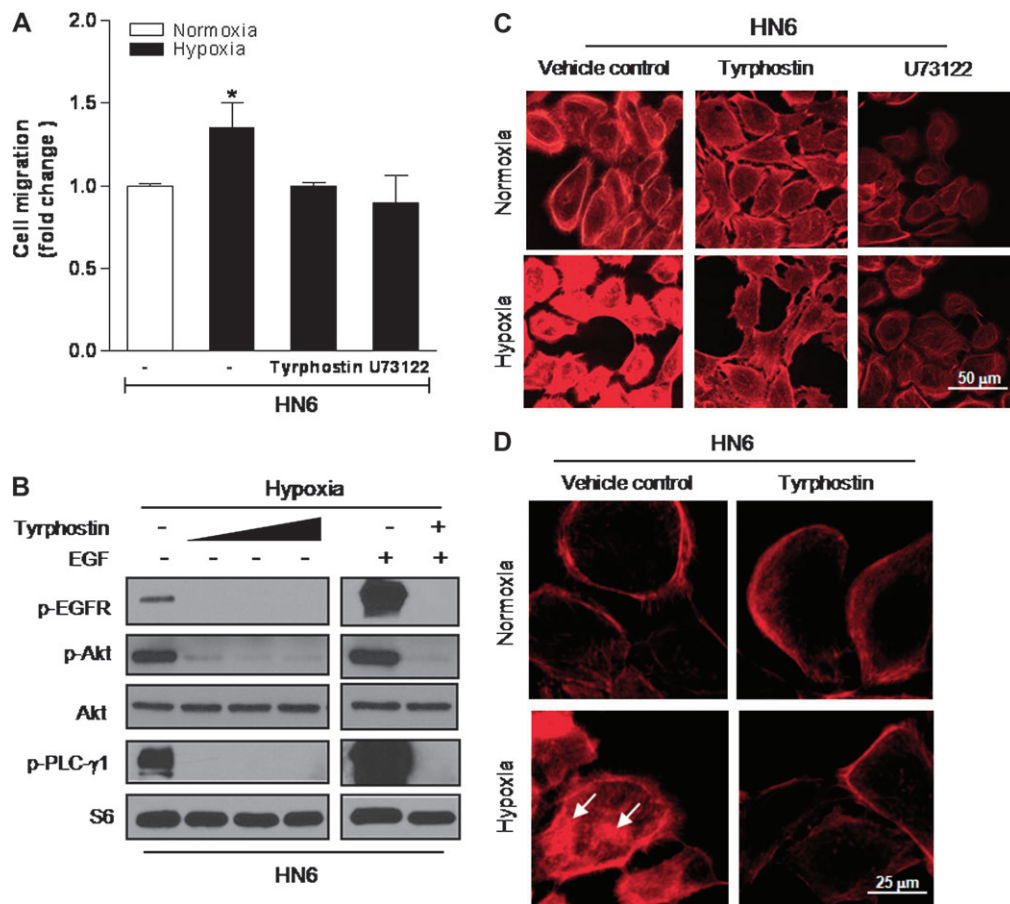 A
2.0
1.5
1.0
0.5
0.0
Cell migration
(fold change )
Normoxia
Hypoxia
*
- - Tyrphostin U73122
HN6
B
Hypoxia
Tyrphostin - - +
EGF - - - - + +
p-EGFR
p-Akt
Akt
p-PLC-γ1
S6
HN6
C
HN6
Vehicle control Tyrphostin U73122
Normoxia
Hypoxia
50 µm
D
HN6
Vehicle control Tyrphostin
Normoxia
Hypoxia
25 µm